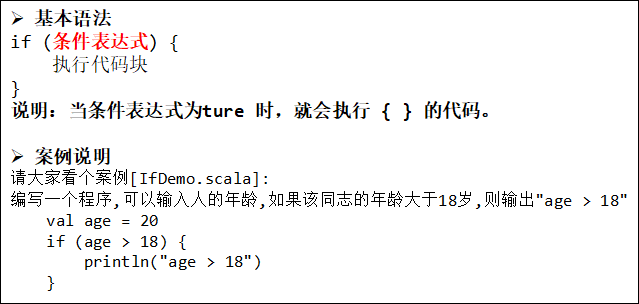 ➢ 基本语法
if (条件表达式) {
    执行代码块
}
说明：当条件表达式为ture 时，就会执行 { } 的代码。
➢ 案例说明
请大家看个案例[IfDemo.scala]:
编写一个程序,可以输入人的年龄,如果该同志的年龄大于18岁,则输出"age > 18"
    val age = 20
    if (age > 18) {
        println("age > 18")
    }